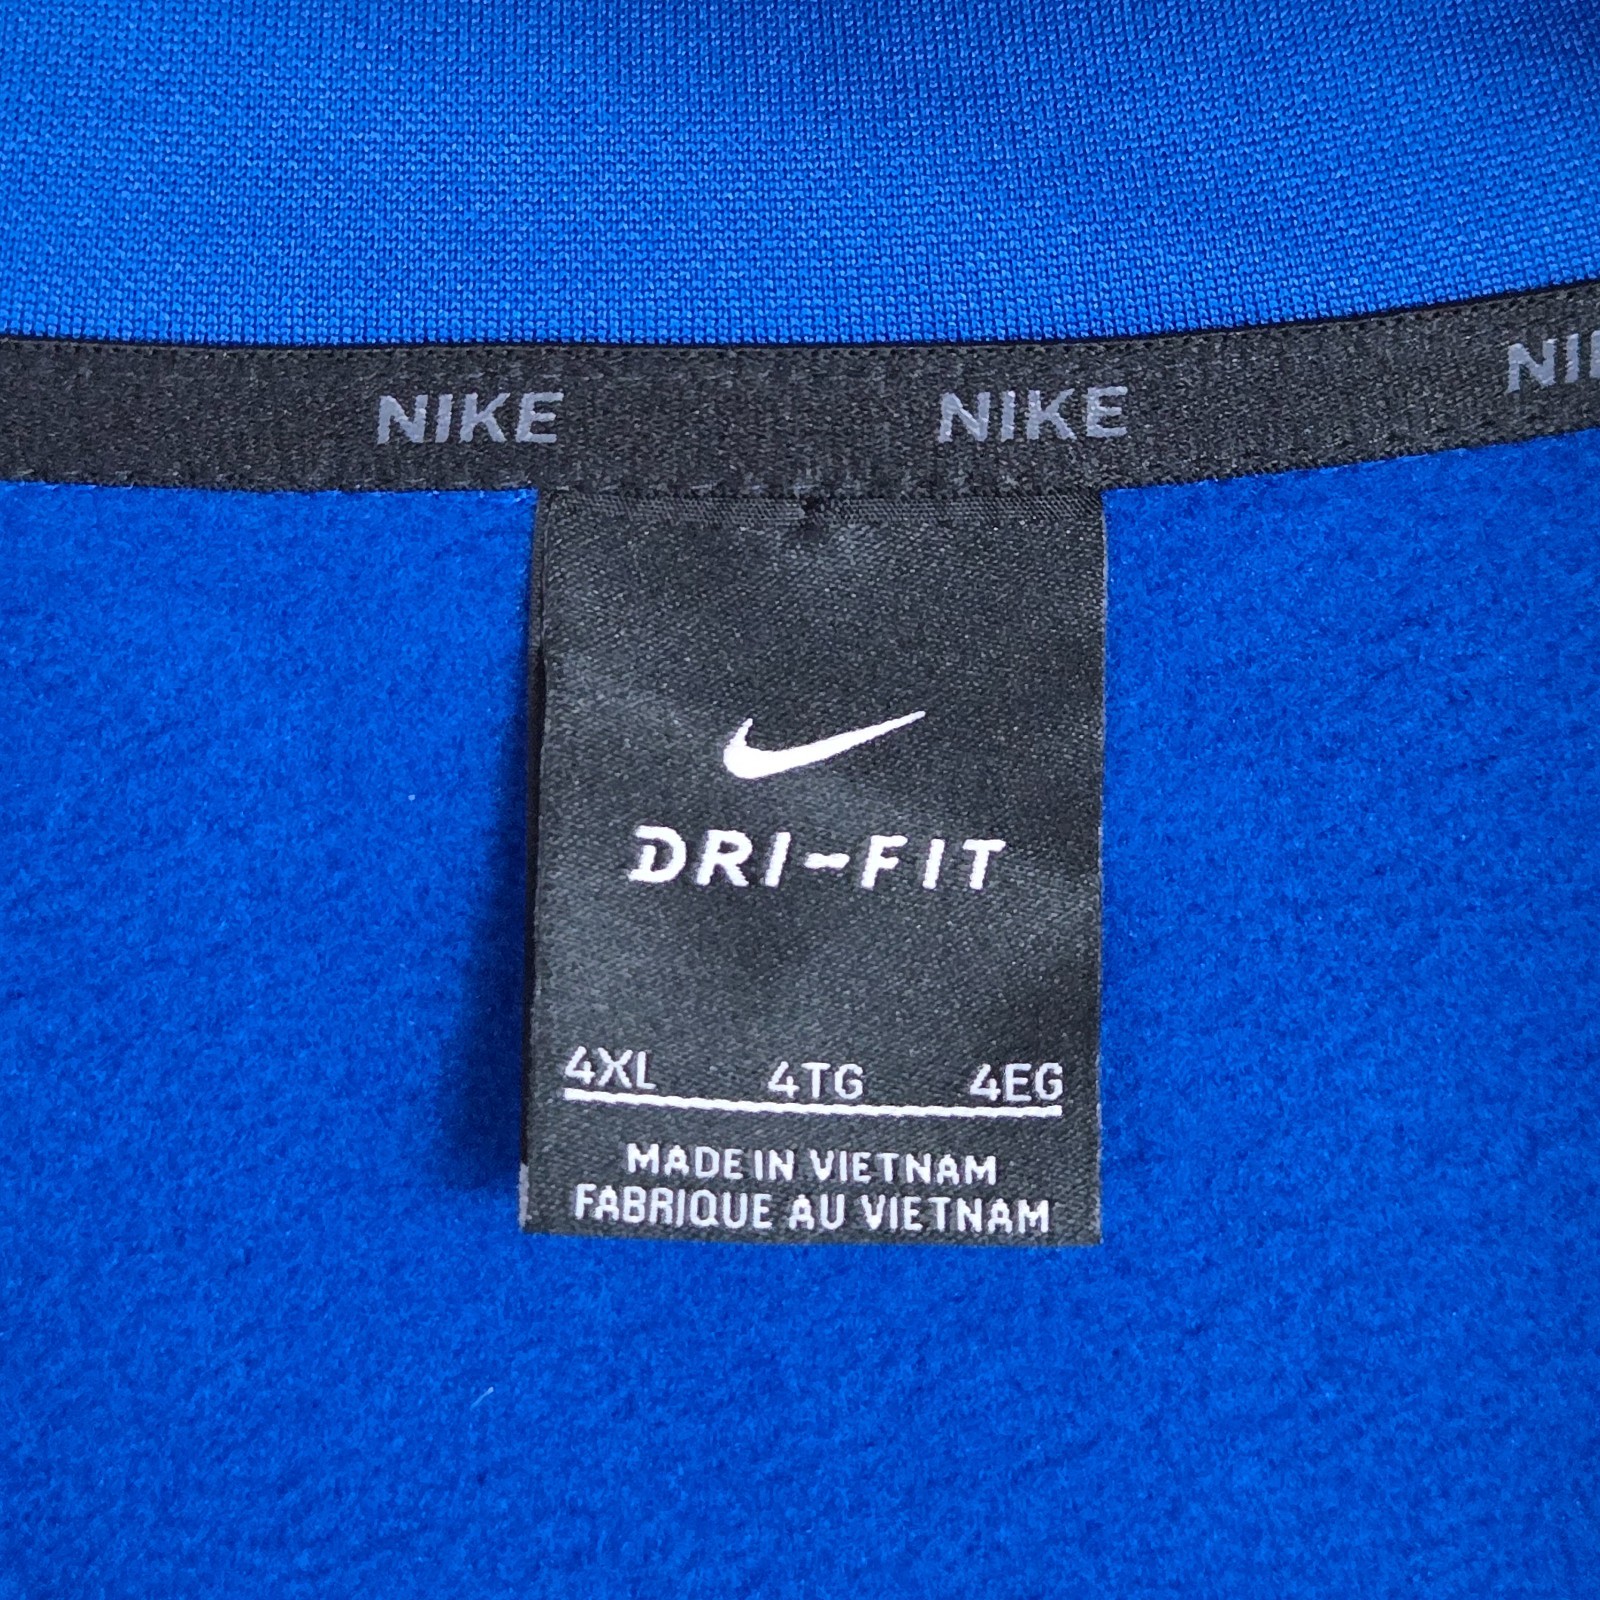 NIKE NIKE NI
DRI-FIT
4XL 4TG 4EG
MADE IN VIETNAM
FABRIQUE AU VIETNAM